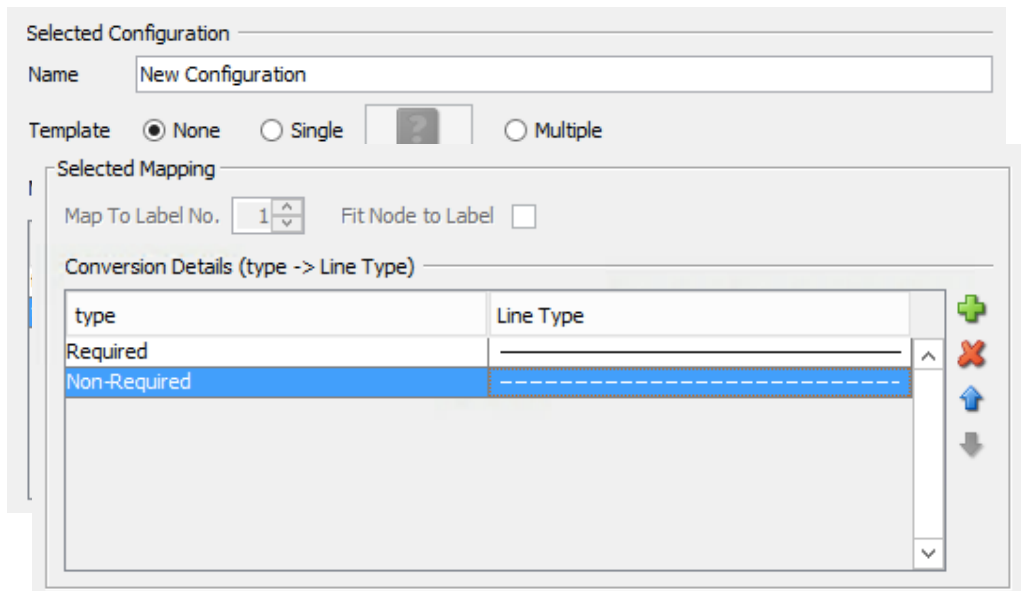 Selected Configuration
Name New Configuration
Template None Single ? Multiple
Selected Mapping
Map To Label No. 1 Fit Node to Label
Conversion Details (type -> Line Type)
type Line Type
Required
Non-Required